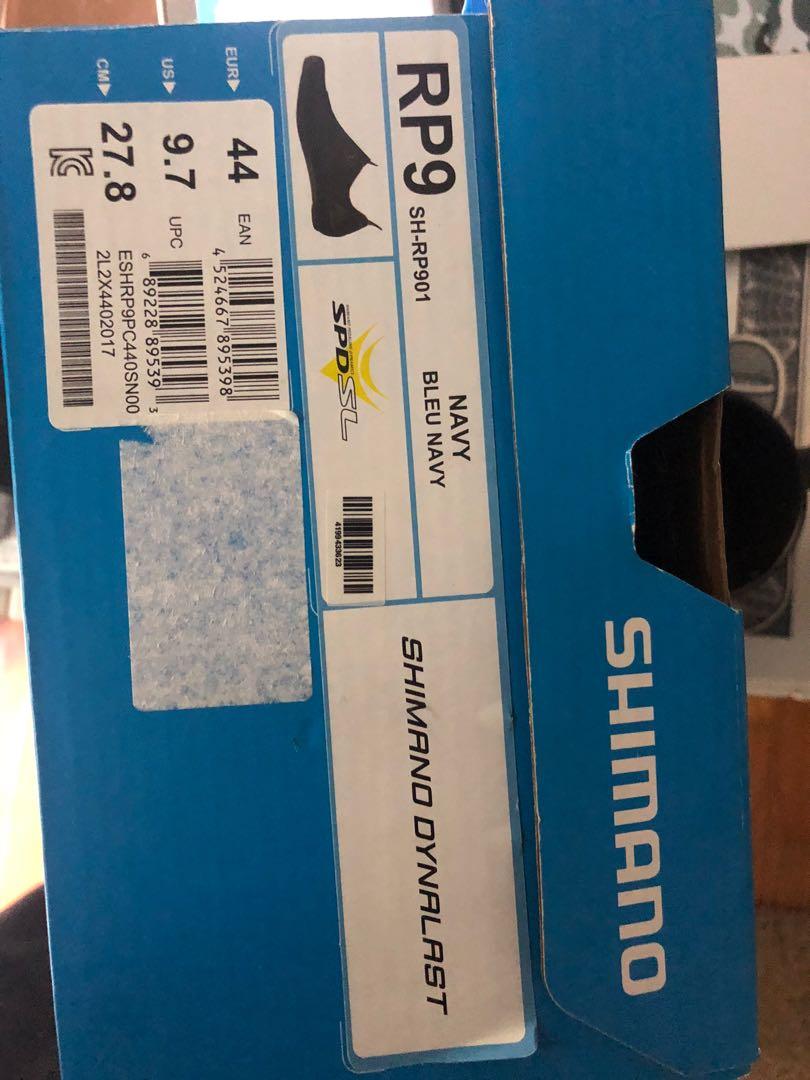 SHIMANO
RP9 SH-RP901
NAVY
BLEU NAVY
SPD-SL
4199433623
SHIMANO DYNALAST
EUR 44
US 9.7
CM 27.8
EAN
4 524667 895398
UPC
6 89228 89539 3
ESHRP9PC440SN00
2L2X4402017